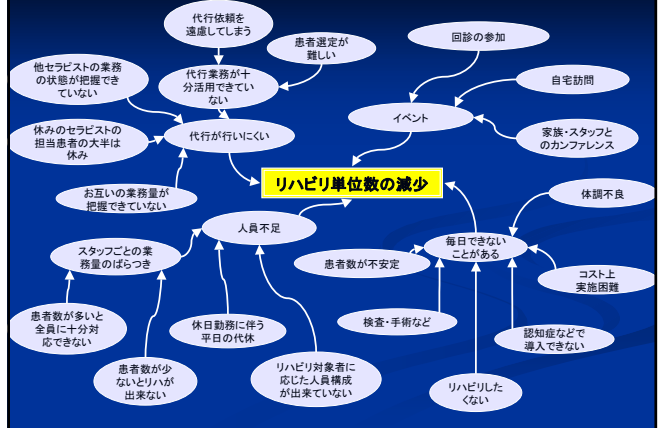 代行依頼を
遠慮してしまう
患者選定が
難しい
回診の参加
他セラピストの業務
の状態が把握でき
ていない
代行業務が十
分活用できてい
ない
自宅訪問
休みのセラピストの
担当患者の大半は
休み
代行が行いにくい
イベント
家族・スタッフと
のカンファレンス
リハビリ単位数の減少
お互いの業務量が
把握できていない
体調不良
人員不足
毎日できない
ことがある
スタッフごとの業
務量のばらつき
患者数が不安定
コスト上
実施困難
患者数が多いと
全員に十分対
応できない
休日勤務に伴う
平日の代休
検査・手術など
認知症などで
導入できない
患者数が少
ないとリハが
出来ない
リハビリ対象者に
応じた人員構成
が出来ていない
リハビリした
くない